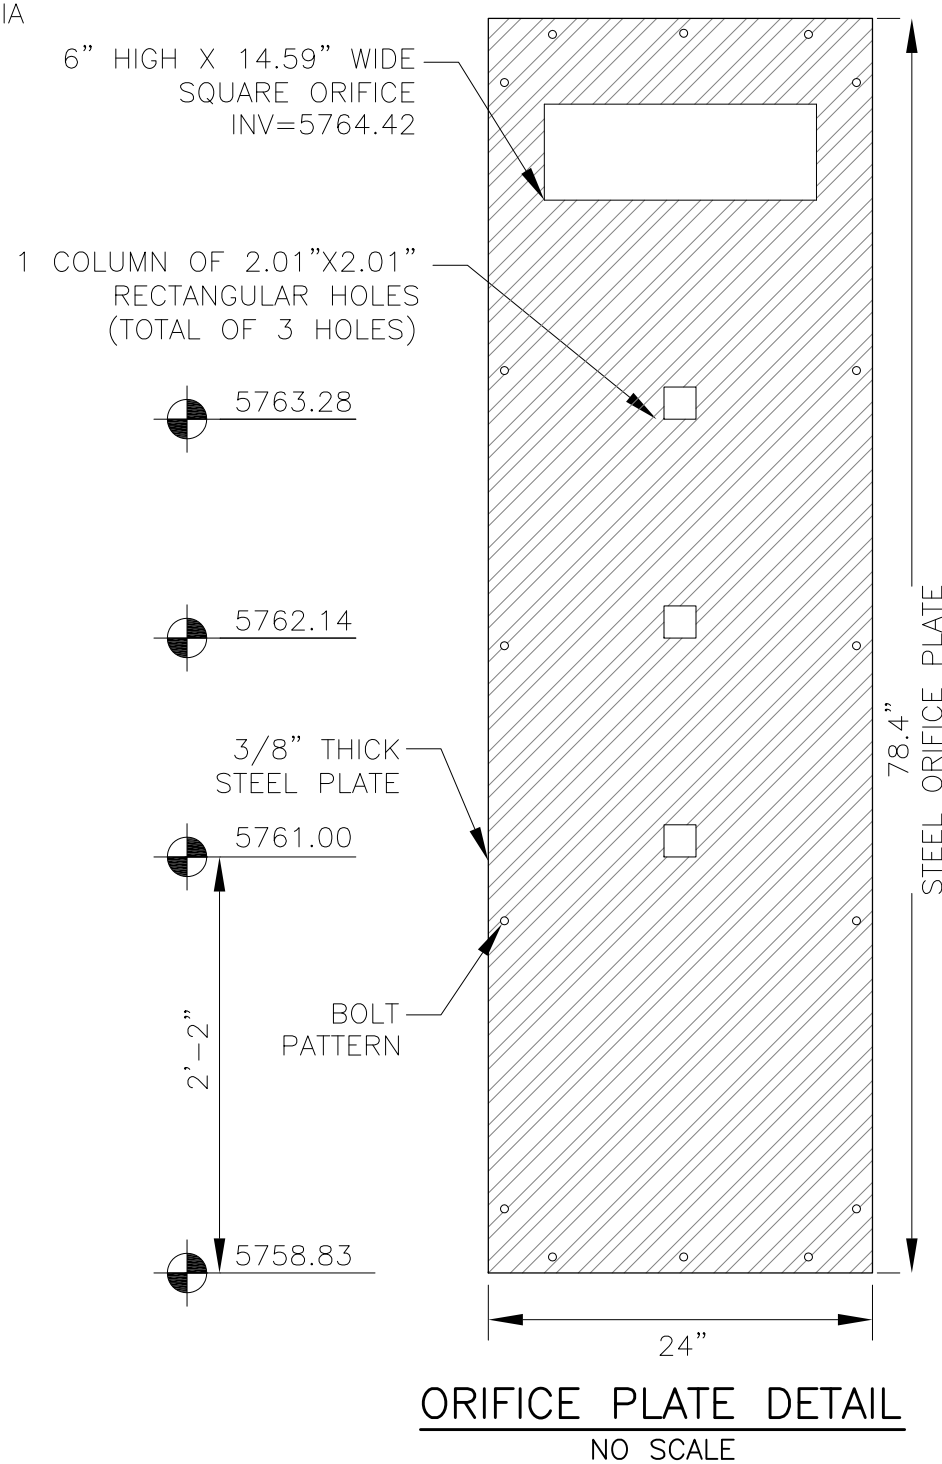 IA
6” HIGH X 14.59” WIDE
SQUARE ORIFICE
INV=5764.42
1 COLUMN OF 2.01”X2.01”
RECTANGULAR HOLES
(TOTAL OF 3 HOLES)
5763.28
5762.14
3/8” THICK
STEEL PLATE
5761.00
BOLT
PATTERN
2’-2”
5758.83
78.4”
STEEL ORIFICE PLATE
24”
ORIFICE PLATE DETAIL
NO SCALE